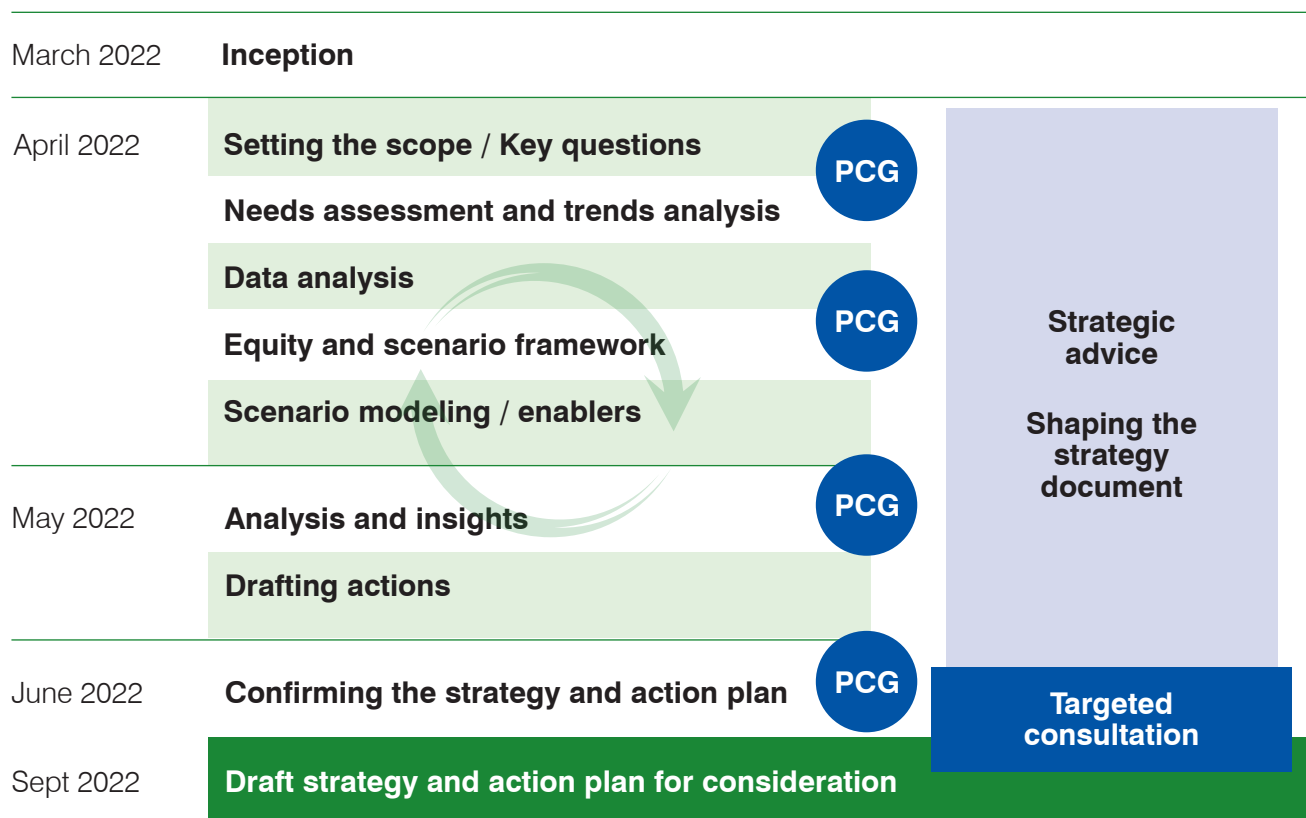 March 2022
Inception
April 2022
Setting the scope / Key questions
PCG
Needs assessment and trends analysis
Data analysis
PCG
Equity and scenario framework
Scenario modeling / enablers
Strategic
advice
Shaping the
strategy
document
May 2022
Analysis and insights
PCG
Drafting actions
June 2022
Confirming the strategy and action plan
PCG
Targeted
consultation
Sept 2022
Draft strategy and action plan for consideration